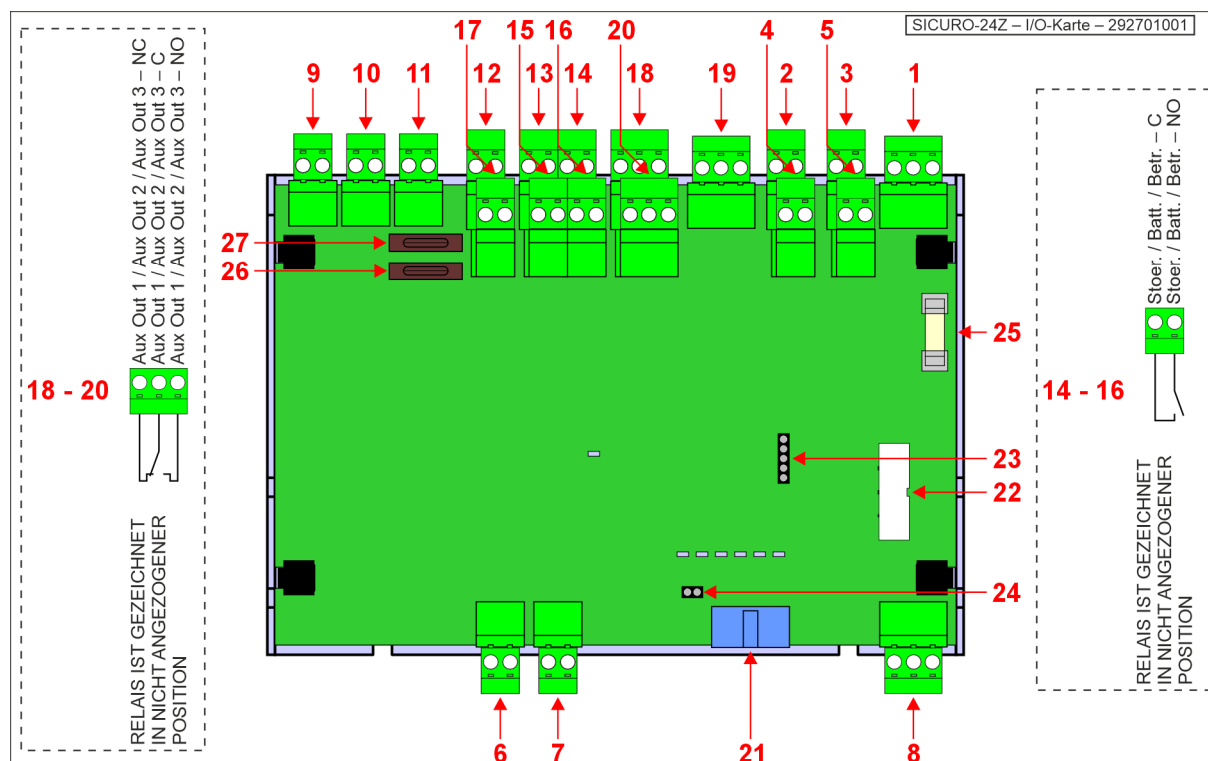 SICURO-24Z – I/O-Karte – 292701001
17
15
16
20
4
5
9
10
11
12
13
14
18
19
2
3
1
Aux Out 1 / Aux Out 2 / Aux Out 3 – NC
Aux Out 1 / Aux Out 2 / Aux Out 3 – C
Aux Out 1 / Aux Out 2 / Aux Out 3 – NO
18 - 20
RELAIS IST GEZEICHNET
IN NICHT ANGEZOGENER
POSITION
27
26
25
23
22
24
6
7
21
8
Stoer. / Batt. / Betr. – C
Stoer. / Batt. / Betr. – NO
14 - 16
RELAIS IST GEZEICHNET
IN NICHT ANGEZOGENER
POSITION